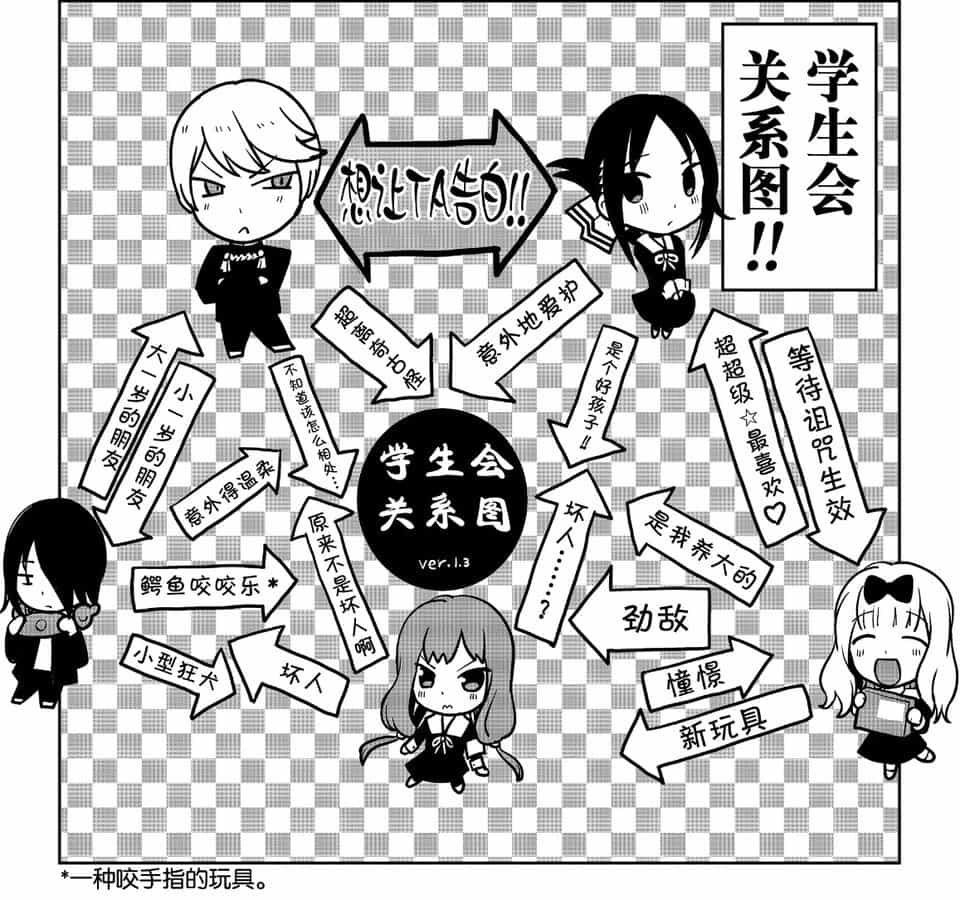 学生会
关系图!!
想让TA告白!!
超离奇古怪
意外地爱护
大一岁的朋友
小一岁的朋友
不知道该怎么相处…
是个好孩子!!
超超级☆最喜欢♡
等待诅咒生效
意外得温柔
学生会
关系图
ver.1.3
原来不是坏人啊
坏人………?
是我养大的
鳄鱼咬咬乐*
劲敌
小型狂犬
坏人
憧憬
新玩具
*一种咬手指的玩具。